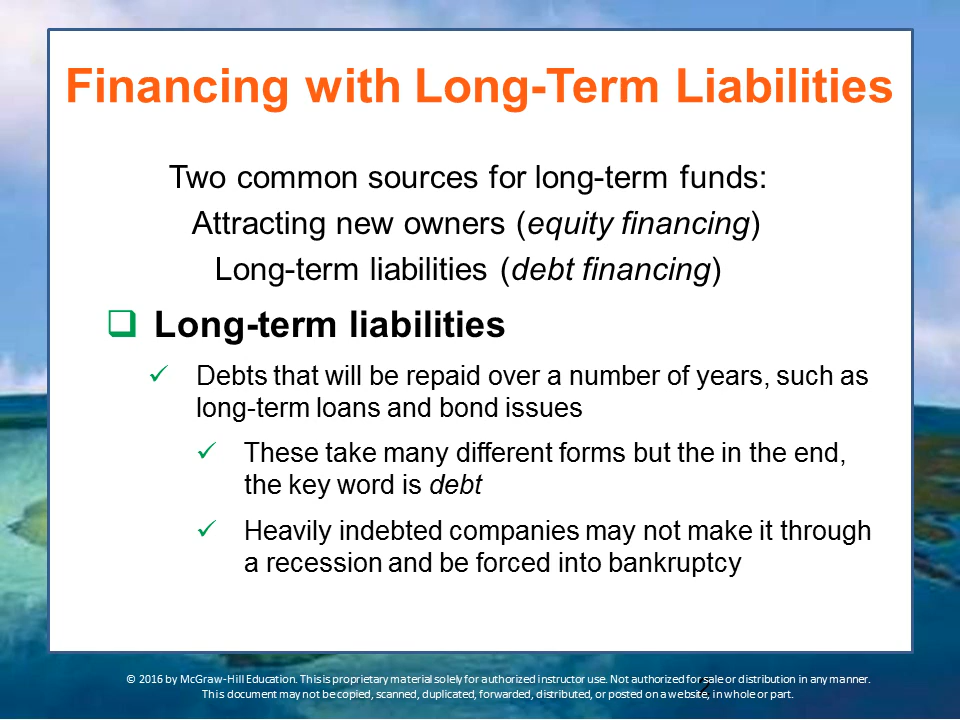 Financing with Long-Term Liabilities
Two common sources for long-term funds:
Attracting new owners (equity financing)
Long-term liabilities (debt financing)
Long-term liabilities
Debts that will be repaid over a number of years, such as
long-term loans and bond issues
These take many different forms but the in the end,
the key word is debt
Heavily indebted companies may not make it through
a recession and be forced into bankruptcy
© 2016 by McGraw-Hill Education. This is proprietary material solely for authorized instructor use. Not authorized for sale or distribution in any manner.
This document may not be copied, scanned, duplicated, forwarded, distributed, or posted on a website, in whole or part.